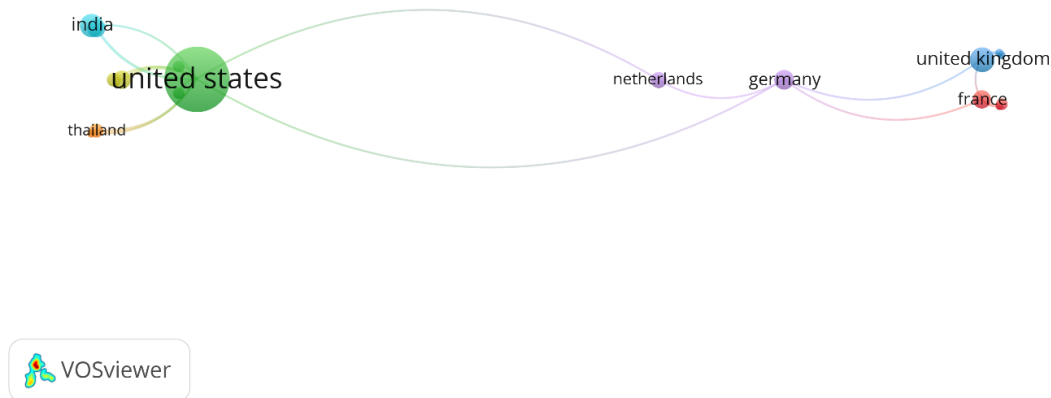 india
united states
thailand
netherlands
germany
united kingdom
france
VOSviewer